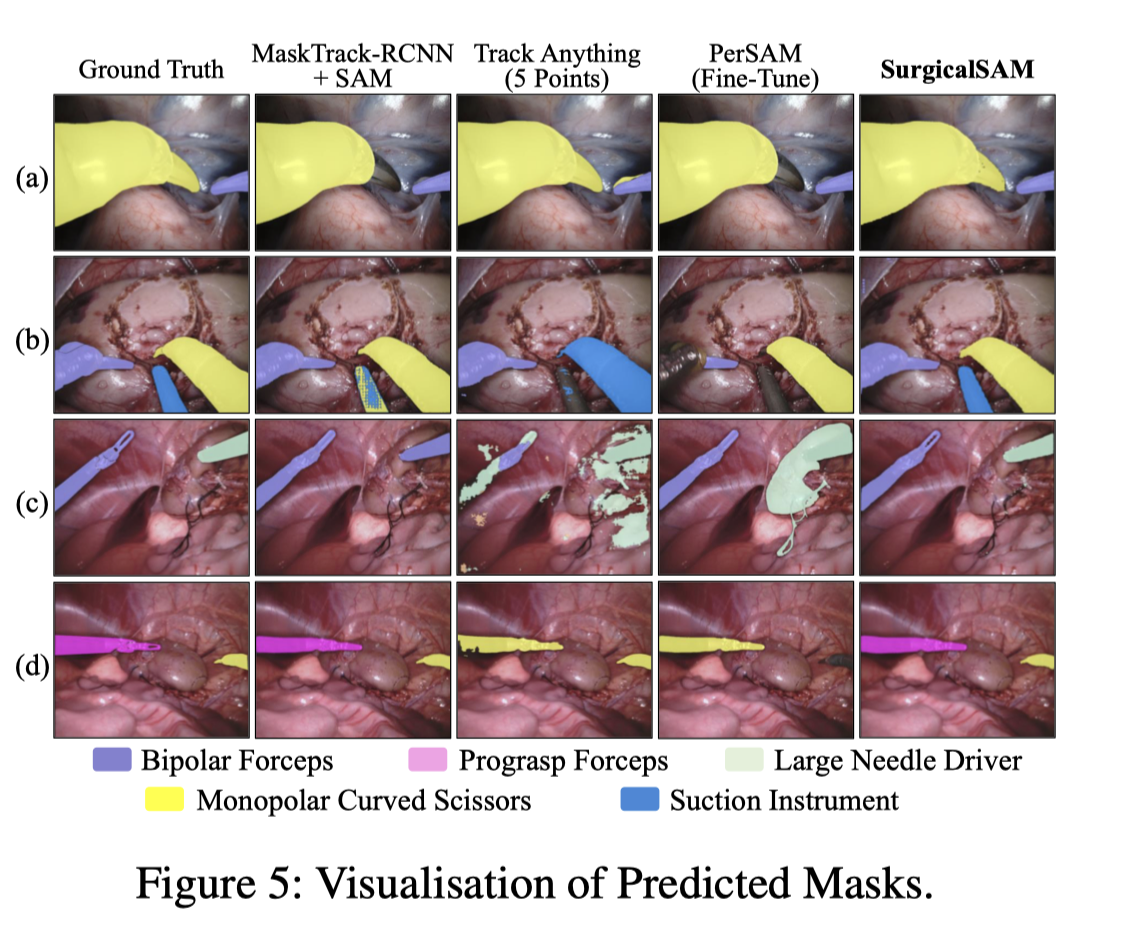 Ground Truth
MaskTrack-RCNN
+ SAM
Track Anything
(5 Points)
PerSAM
(Fine-Tune)
SurgicalSAM
(a)
(b)
(c)
(d)
Bipolar Forceps
Prograsp Forceps
Large Needle Driver
Monopolar Curved Scissors
Suction Instrument
Figure 5: Visualisation of Predicted Masks.